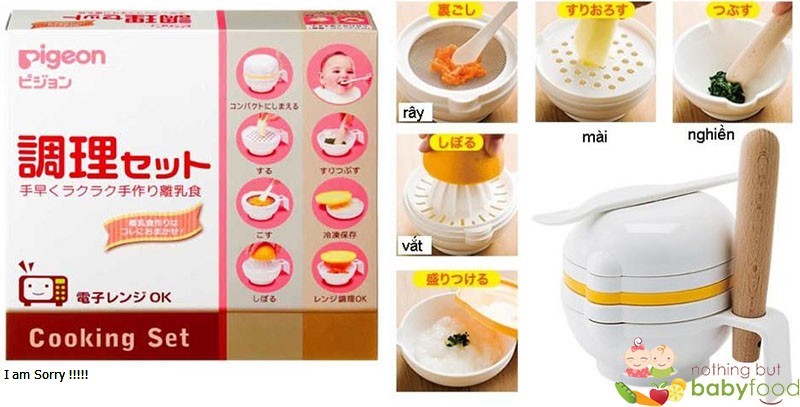 Pigeon
ピジョン
調理セット
手早くラクラク手作り離乳食
離乳食作りは
コレにおまかせ!
電子レンジOK
Cooking Set
コンパクトにしまえる
する
すりつぶす
こす
冷凍保存
しぼる
レンジ調理OK
調理セット
I am Sorry !!!!!
裏ごし
rây
すりおろす
mài
つぶす
nghiền
しぼる
vắt
盛りつける
nothing but
babyfood